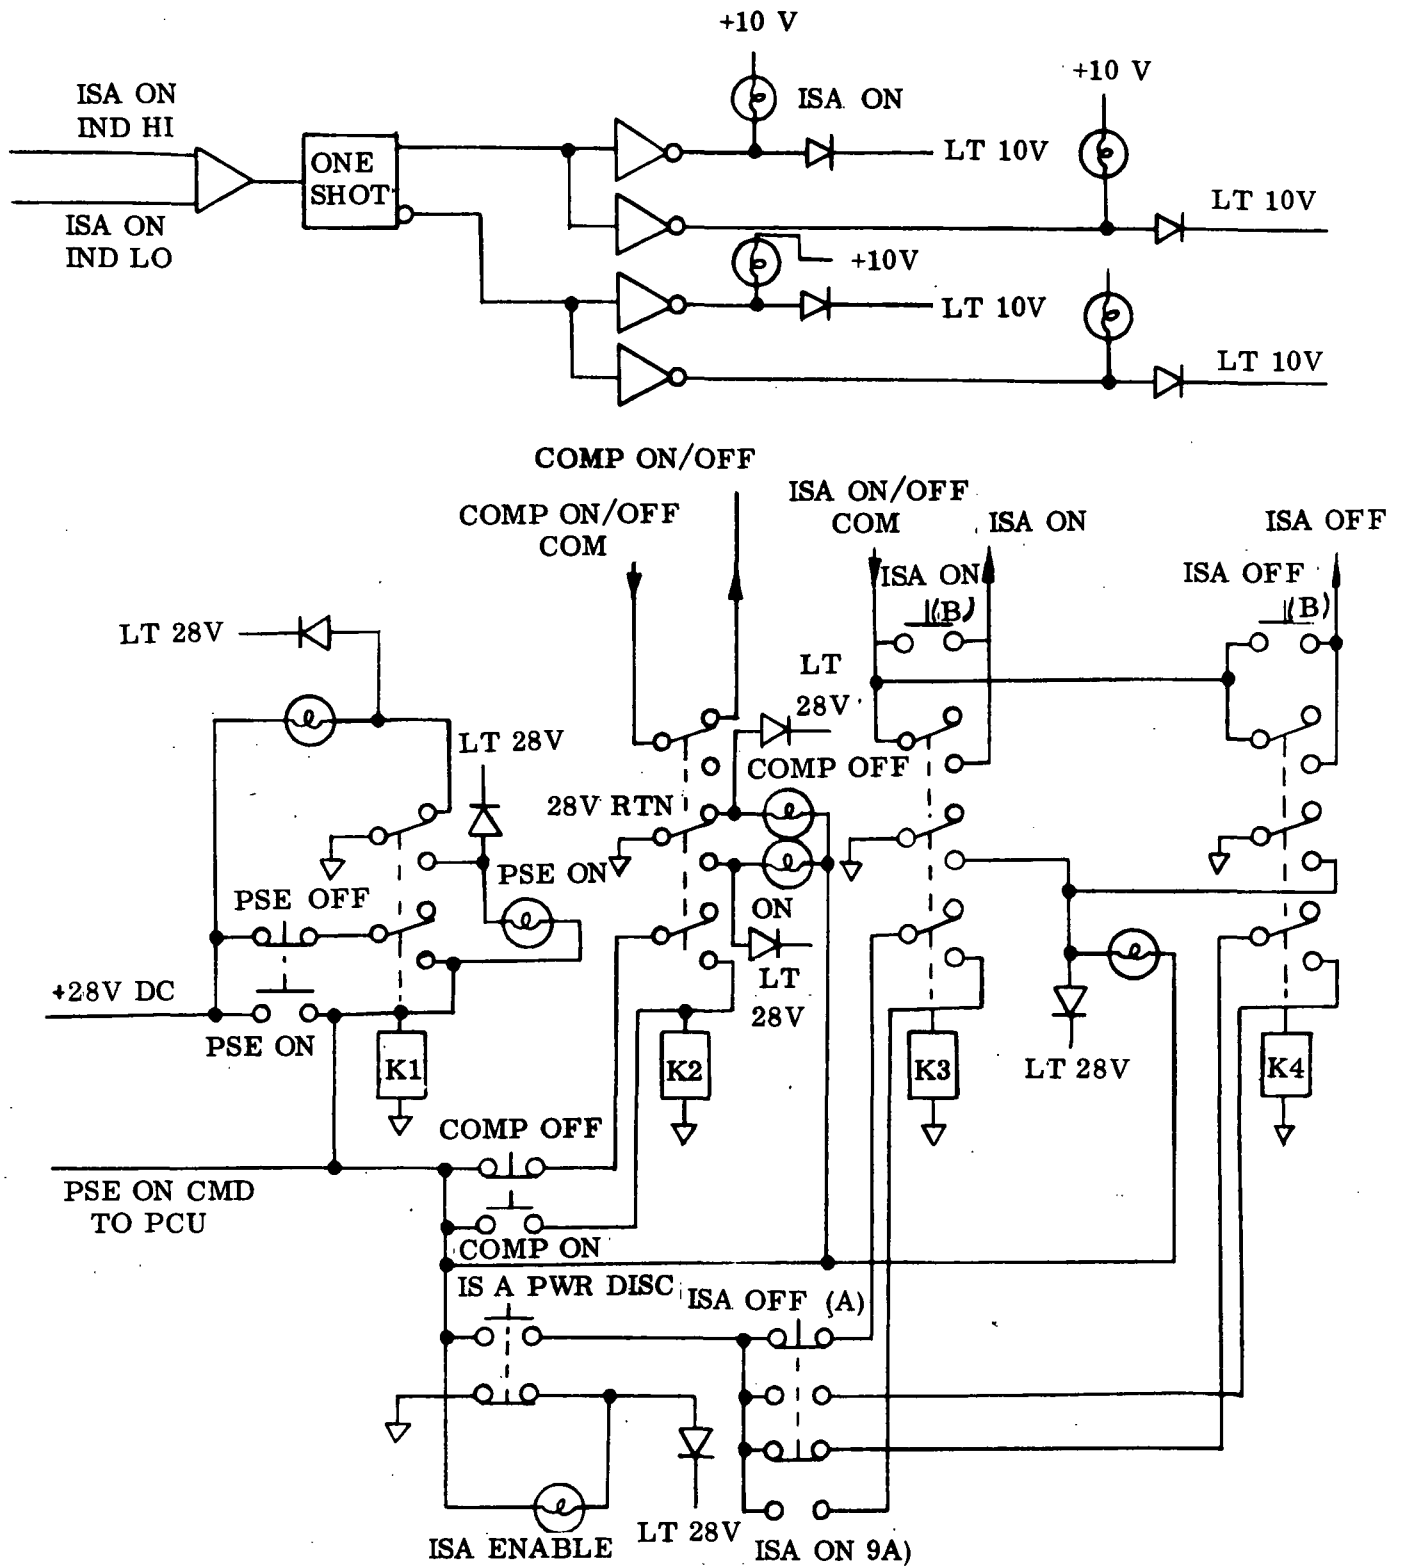 +10 V
+10 V
ISA ON
IND HI
ISA ON
ONE
SHOT
LT 10V
LT 10V
ISA ON
IND LO
+10V
LT 10V
LT 10V
COMP ON/OFF
COMP ON/OFF
COM
ISA ON/OFF
COM
ISA ON
ISA OFF
ISA ON
(B)
ISA OFF
(B)
LT 28V
LT
28V
LT 28V
COMP OFF
28V RTN
PSE ON
PSE OFF
ON
+28V DC
LT
28V
PSE ON
K1
K2
K3
LT 28V
K4
COMP OFF
PSE ON CMD
TO PCU
COMP ON
IS A PWR DISC
ISA OFF (A)
ISA ENABLE
LT 28V
ISA ON 9A)